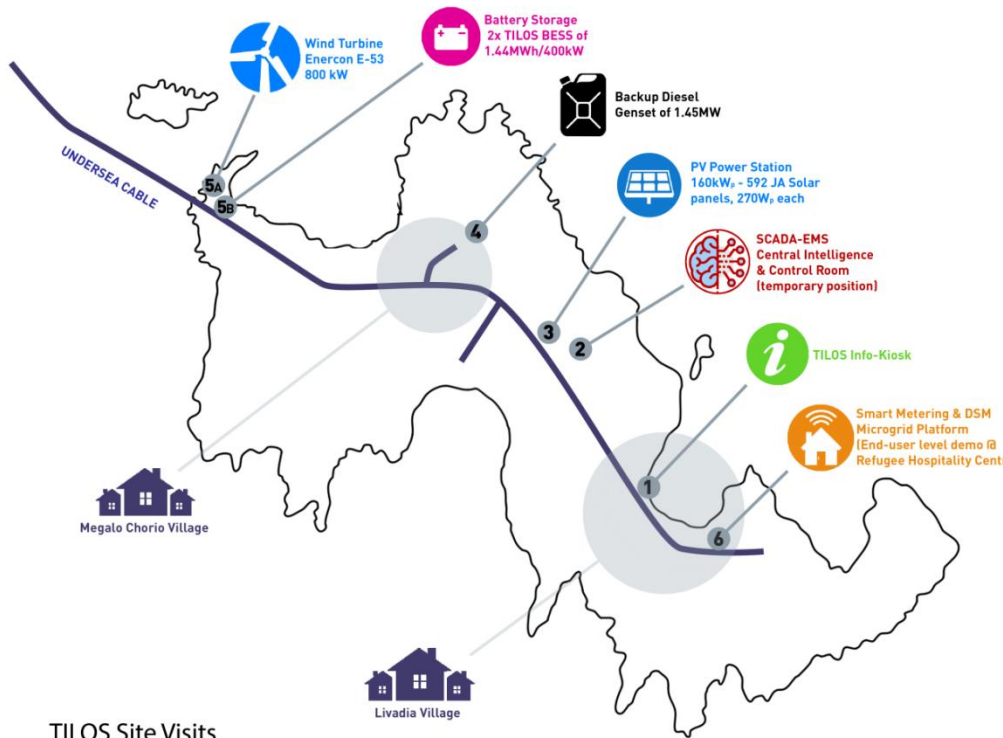 Wind Turbine
Enercon E-53
800 kW
Battery Storage
2x TILOS BESS of
1.44MWh/400kW
Backup Diesel
Genset of 1.45MW
UNDERSEA CABLE
PV Power Station
160kWₚ - 592 JA Solar
panels, 270Wₚ each
SCADA-EMS
Central Intelligence
& Control Room
(temporary position)
TILOS Info-Kiosk
Smart Metering & DSM
Microgrid Platform
(End-user level demo @
Refugee Hospitality Cent
5A
5B
4
3
2
1
6
Megalo Chorio Village
Livadia Village
TILOS Site Visits